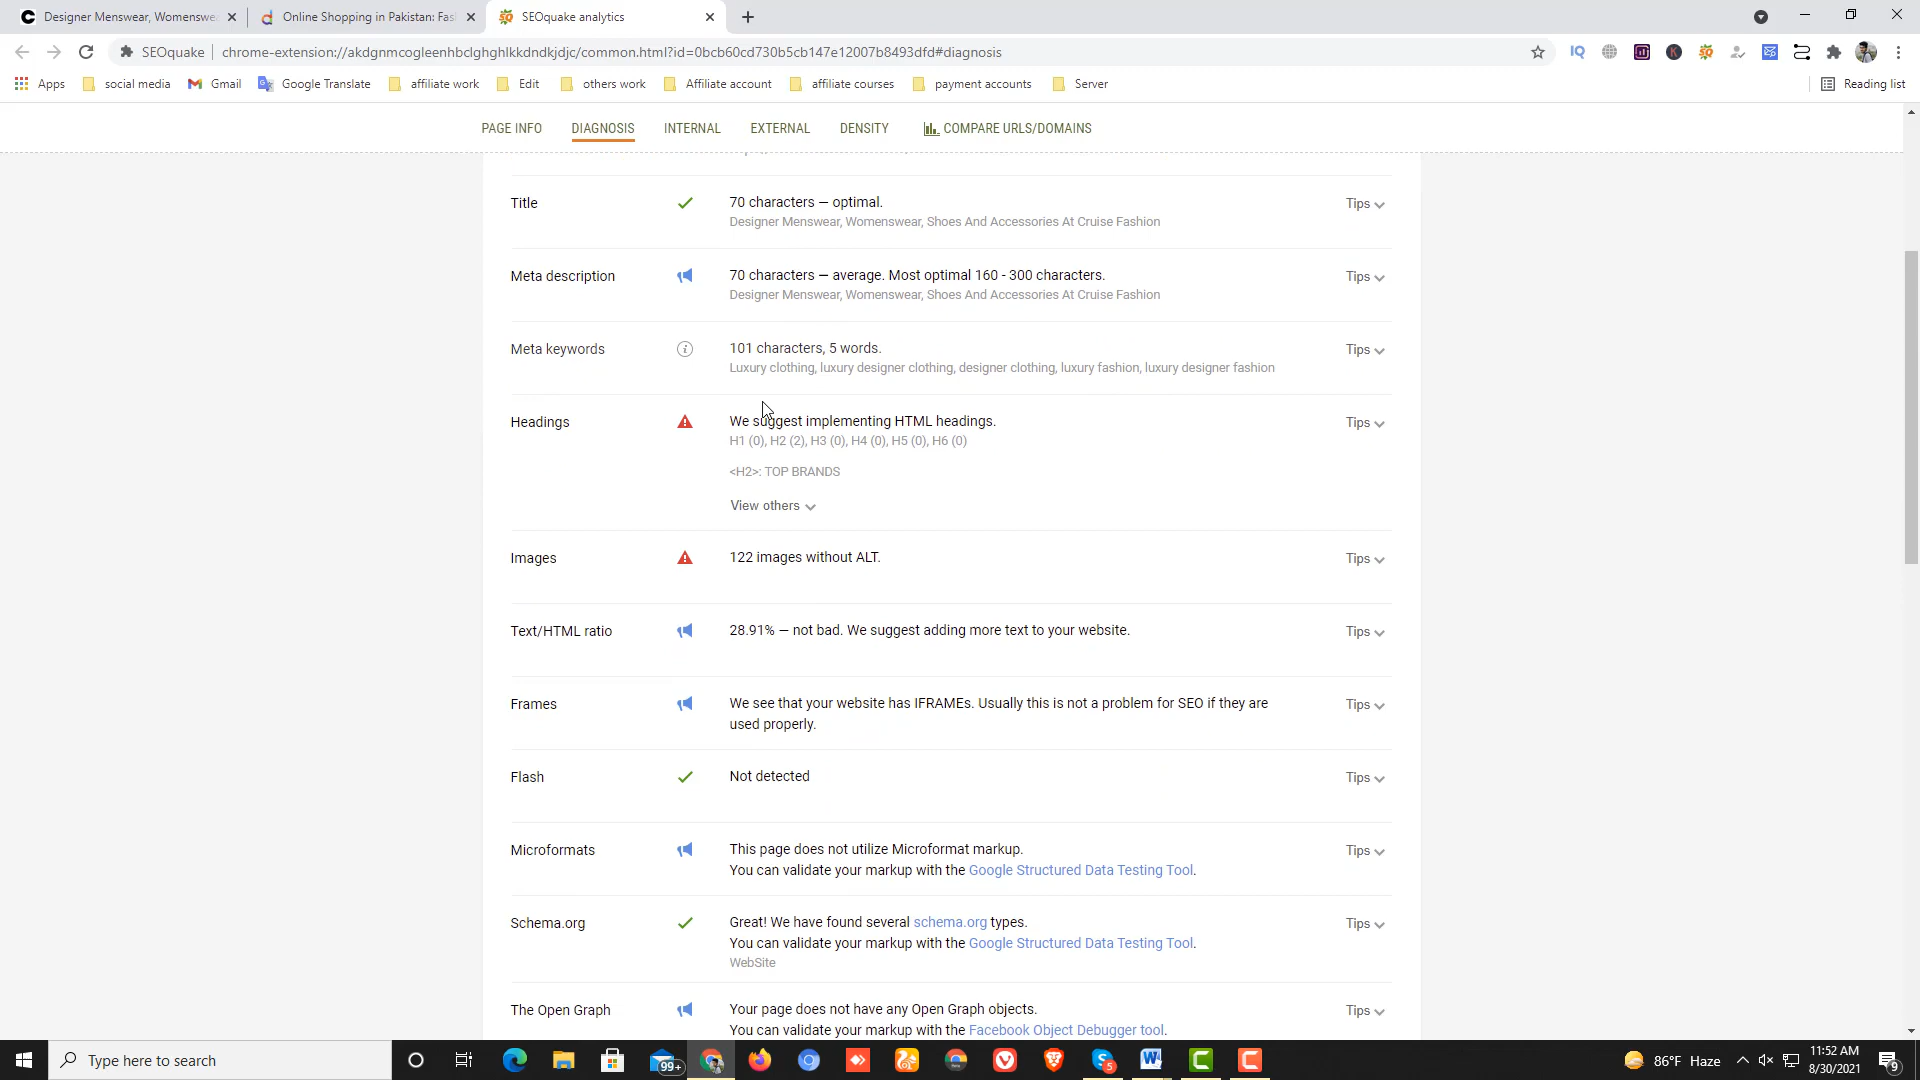 Designer Menswear, Womenswe
Online Shopping in Pakistan: Fas
SEOquake analytics
SEOquake
chrome-extension://akdgnmcogleenhbclghghlkkdndkjdjc/common.html?id=0bcb60cd730b5cb147e12007b8493dfd#diagnosis
Apps
social media
Gmail
Google Translate
affiliate work
Edit
others work
Affiliate account
affiliate courses
payment accounts
Server
Reading list
PAGE INFO
DIAGNOSIS
INTERNAL
EXTERNAL
DENSITY
COMPARE URLS/DOMAINS
Title
70 characters — optimal.
Tips
Designer Menswear, Womenswear, Shoes And Accessories At Cruise Fashion
Meta description
70 characters — average. Most optimal 160 - 300 characters.
Tips
Designer Menswear, Womenswear, Shoes And Accessories At Cruise Fashion
Meta keywords
101 characters, 5 words.
Tips
Luxury clothing, luxury designer clothing, designer clothing, luxury fashion, luxury designer fashion
Headings
We suggest implementing HTML headings.
Tips
H1 (0), H2 (2), H3 (0), H4 (0), H5 (0), H6 (0)
<H2>: TOP BRANDS
View others
Images
122 images without ALT.
Tips
Text/HTML ratio
28.91% — not bad. We suggest adding more text to your website.
Tips
Frames
We see that your website has IFRAMEs. Usually this is not a problem for SEO if they are
used properly.
Tips
Flash
Not detected
Tips
Microformats
This page does not utilize Microformat markup.
You can validate your markup with the Google Structured Data Testing Tool.
Tips
Schema.org
Great! We have found several schema.org types.
You can validate your markup with the Google Structured Data Testing Tool.
WebSite
Tips
The Open Graph
Your page does not have any Open Graph objects.
You can validate your markup with the Facebook Object Debugger tool.
Tips
Type here to search
99+
5
86°F Haze
11:52 AM
8/30/2021
9